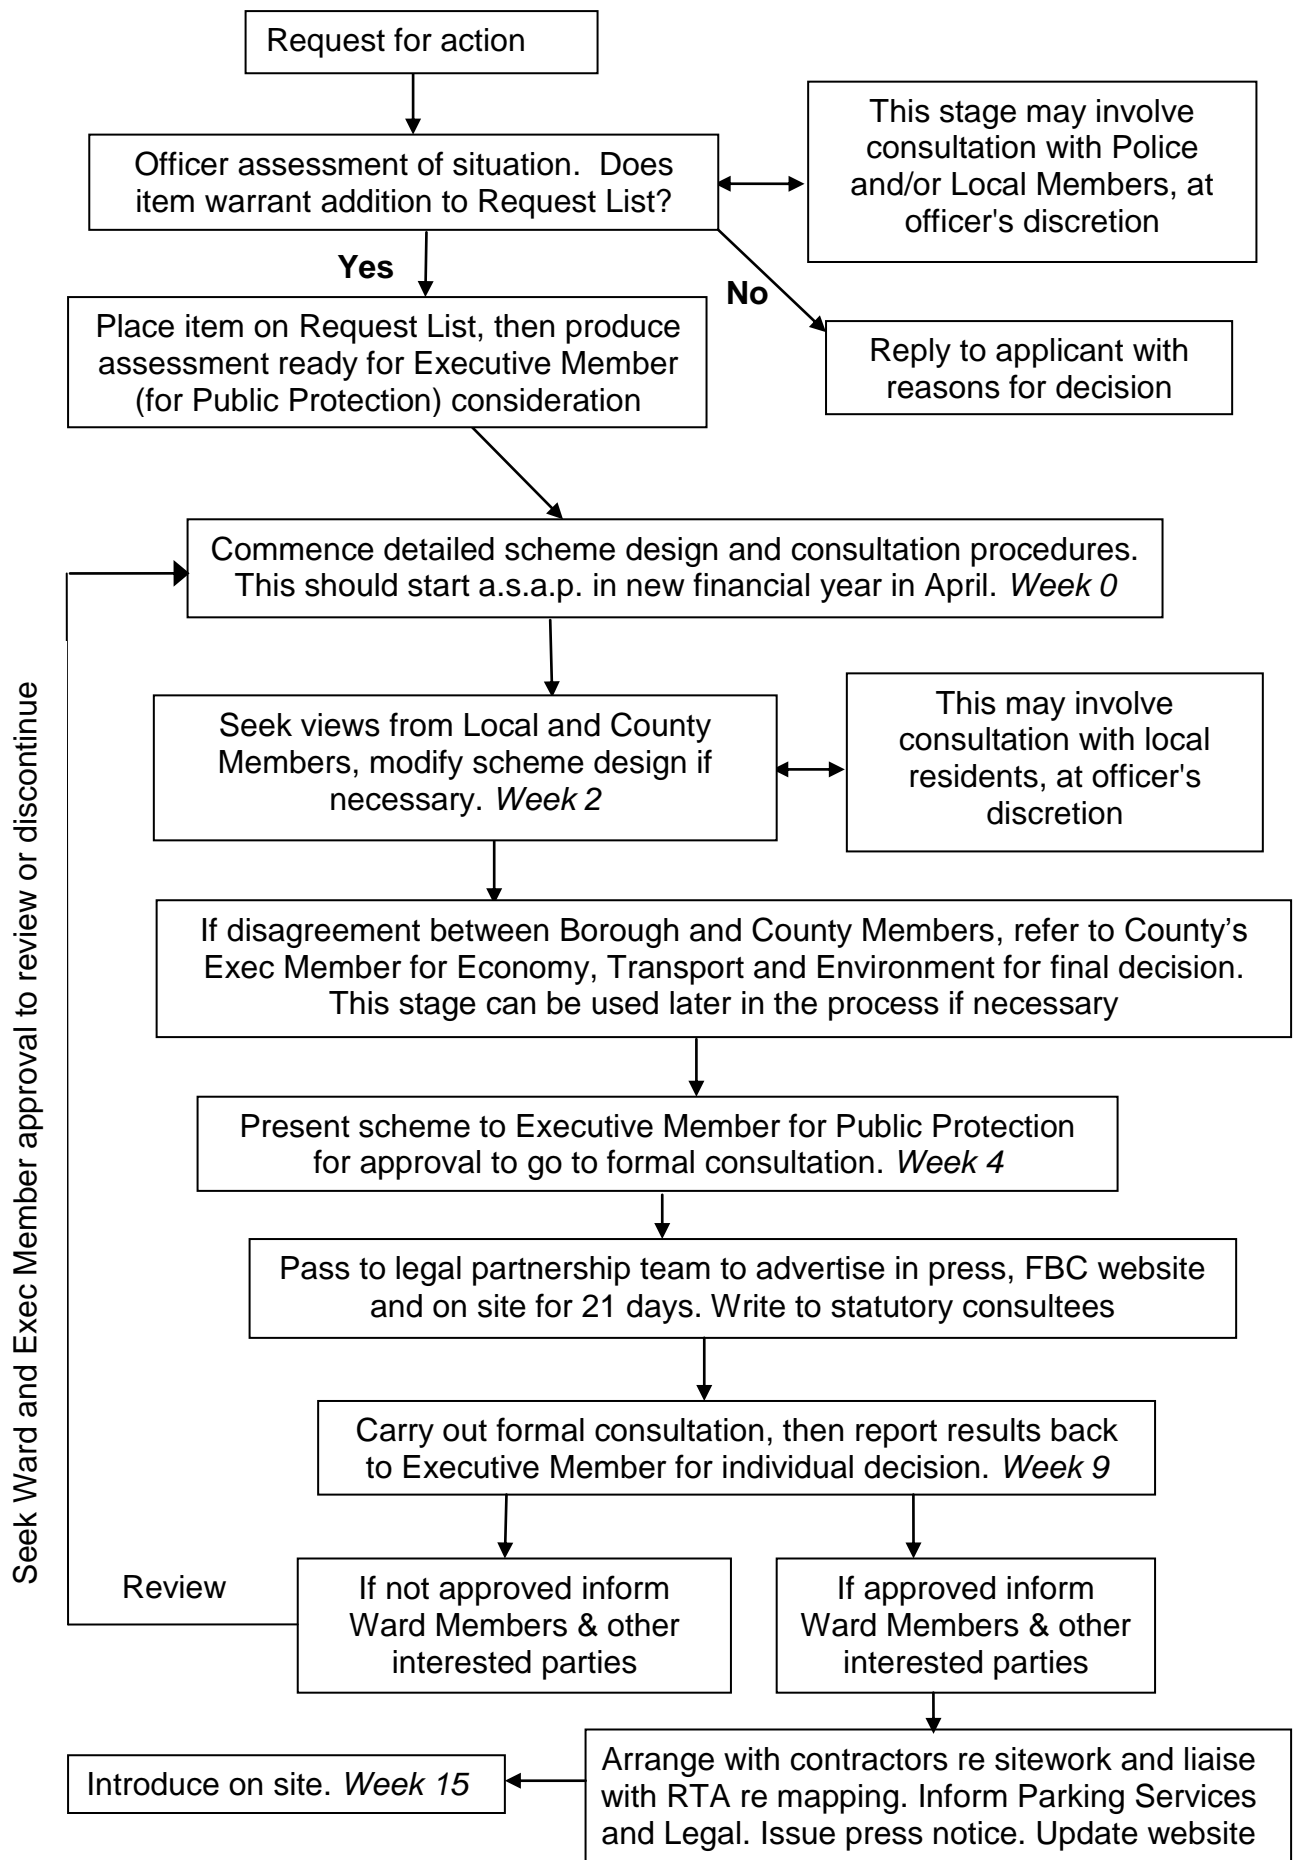 Request for action
Officer assessment of situation.  Does
item warrant addition to Request List?
This stage may involve
consultation with Police
and/or Local Members, at
officer's discretion
Yes
No
Place item on Request List, then produce
assessment ready for Executive Member
(for Public Protection) consideration
Reply to applicant with
reasons for decision
Commence detailed scheme design and consultation procedures.
This should start a.s.a.p. in new financial year in April. Week 0
Seek views from Local and County
Members, modify scheme design if
necessary. Week 2
This may involve
consultation with local
residents, at officer's
discretion
If disagreement between Borough and County Members, refer to County’s
Exec Member for Economy, Transport and Environment for final decision.
This stage can be used later in the process if necessary
Present scheme to Executive Member for Public Protection
for approval to go to formal consultation. Week 4
Pass to legal partnership team to advertise in press, FBC website
and on site for 21 days. Write to statutory consultees
Carry out formal consultation, then report results back
to Executive Member for individual decision. Week 9
Seek Ward and Exec Member approval to review or discontinue
Review
If not approved inform
Ward Members & other
interested parties
If approved inform
Ward Members & other
interested parties
Arrange with contractors re sitework and liaise
with RTA re mapping. Inform Parking Services
and Legal. Issue press notice. Update website
Introduce on site. Week 15